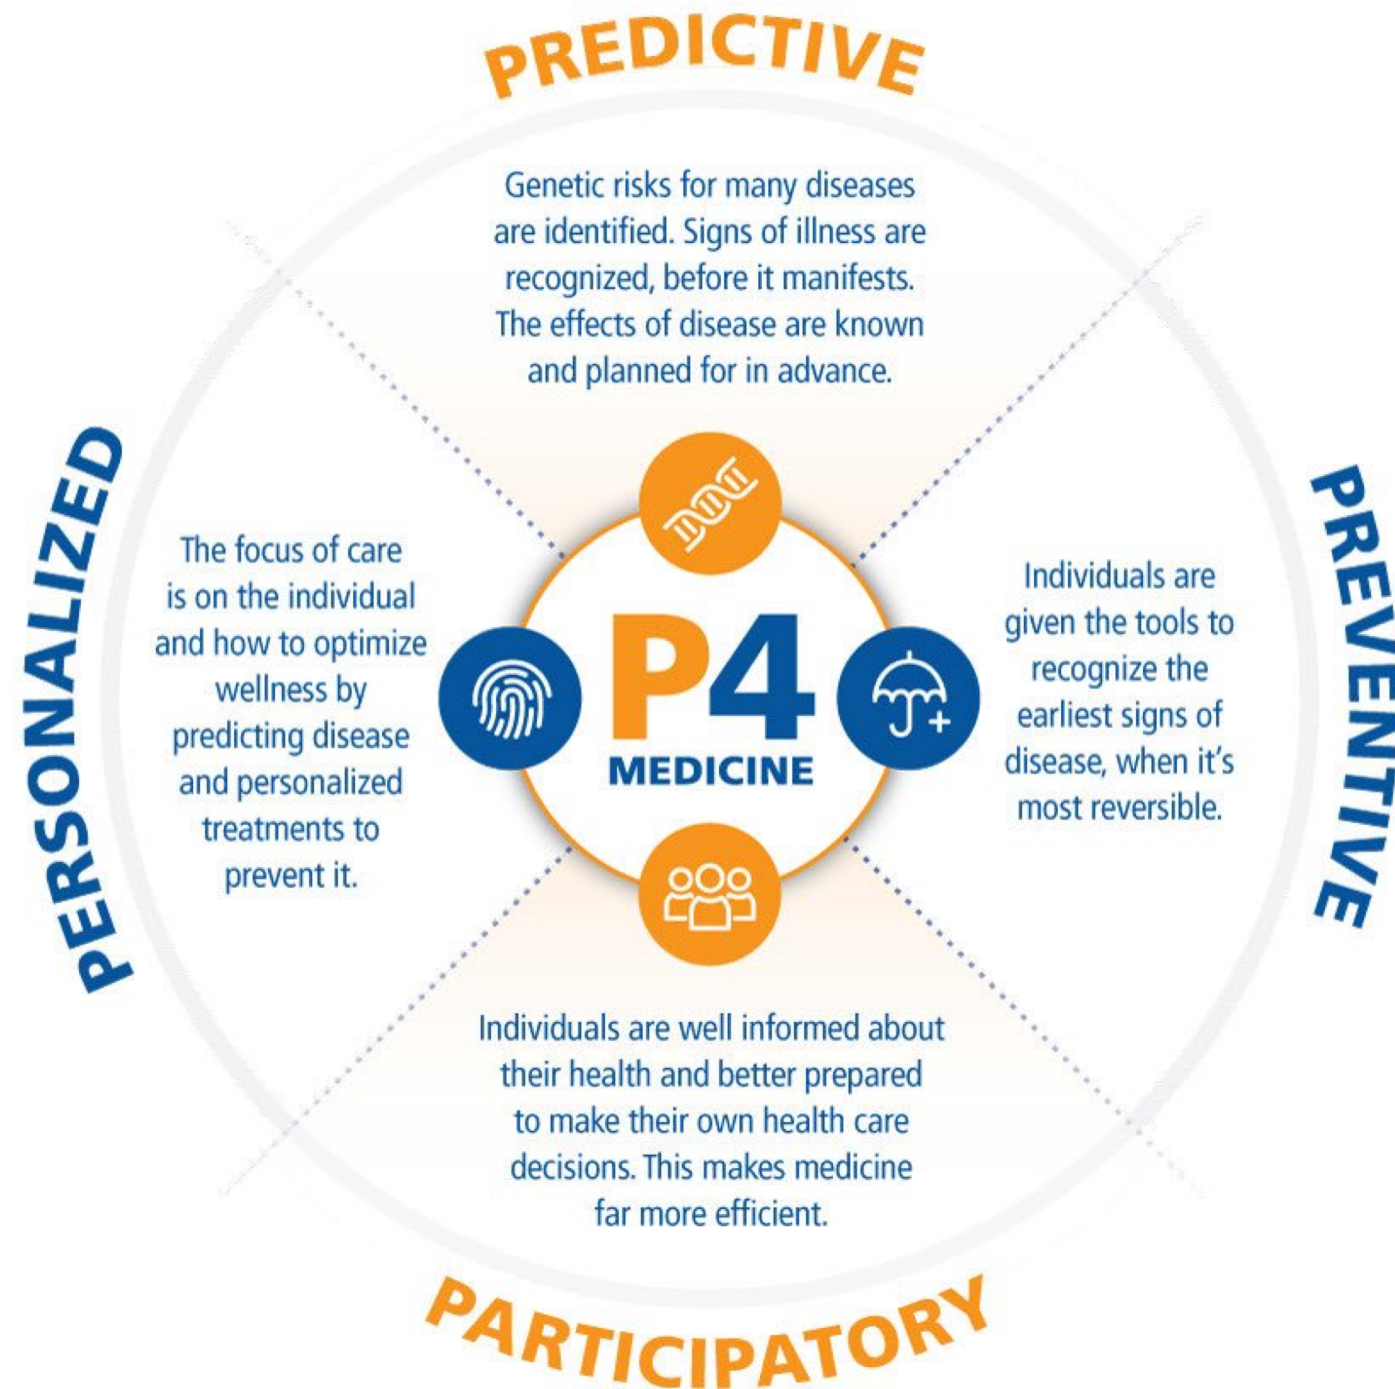 PREDICTIVE
Genetic risks for many diseases
are identified. Signs of illness are
recognized, before it manifests.
The effects of disease are known
and planned for in advance.
PERSONALIZED
The focus of care
is on the individual
and how to optimize
wellness by
predicting disease
and personalized
treatments to
prevent it.
P4
MEDICINE
PREVENTIVE
Individuals are
given the tools to
recognize the
earliest signs of
disease, when it's
most reversible.
Individuals are well informed about
their health and better prepared
to make their own health care
decisions. This makes medicine
far more efficient.
PARTICIPATORY